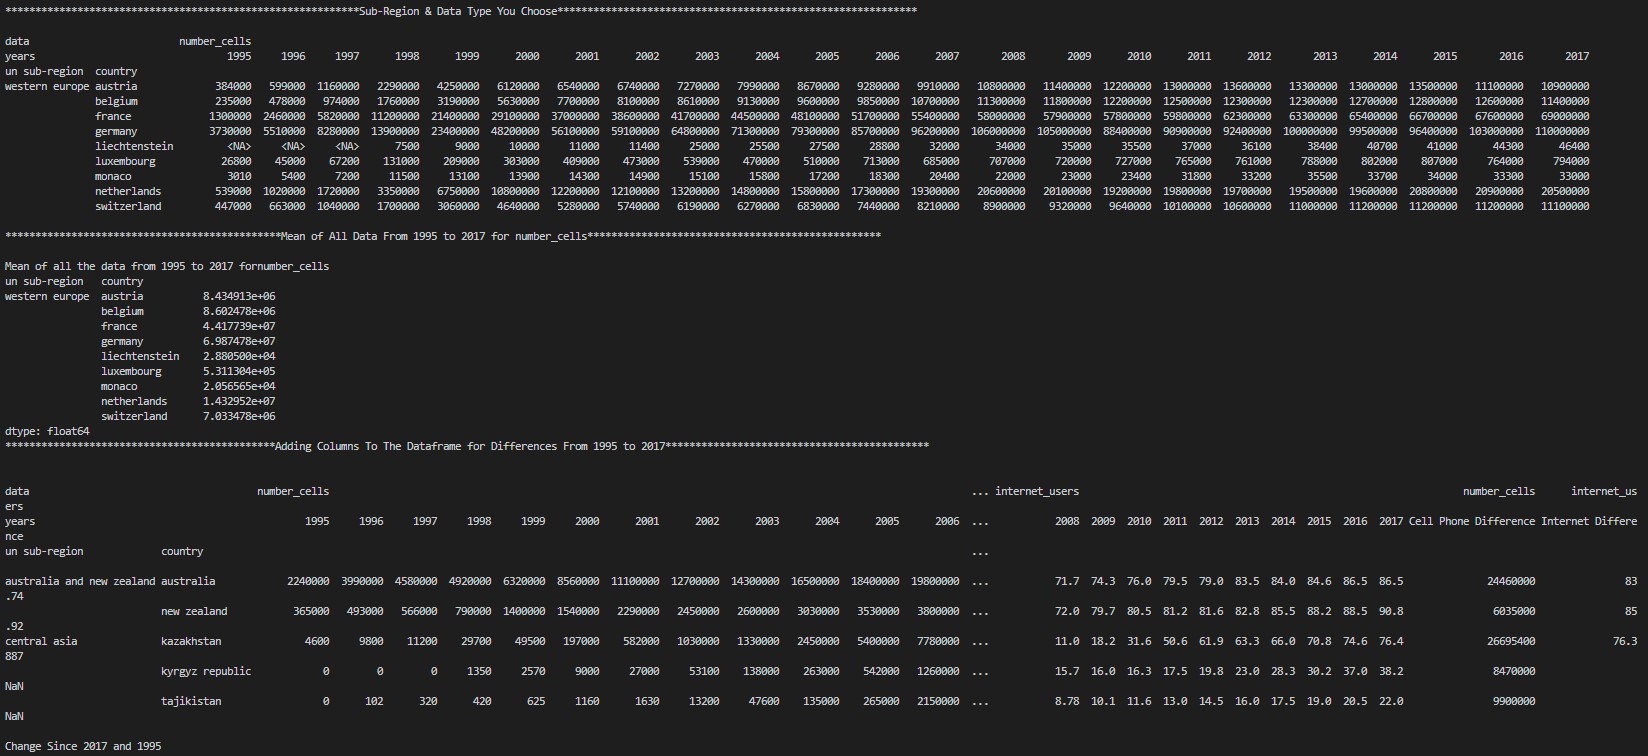 ***********************************************************Sub-Region & Data Type You Choose************************************************************
data number_cells
years 1995 1996 1997 1998 1999 2000 2001 2002 2003 2004 2005 2006 2007 2008 2009 2010 2011 2012 2013 2014 2015 2016 2017
un sub-region country
western europe austria 384000 599000 1160000 2290000 4250000 6120000 6540000 6740000 7270000 7990000 8670000 9280000 9910000 10800000 11400000 12200000 13000000 13600000 13300000 13000000 13500000 11100000 10900000
belgium 235000 478000 974000 1760000 3190000 5630000 7700000 8100000 8610000 9130000 9600000 9850000 10700000 11300000 11800000 12200000 12500000 12300000 12300000 12700000 12800000 12600000 11400000
france 1300000 2460000 5820000 11200000 21400000 29100000 37000000 38600000 41700000 44500000 48100000 51700000 55400000 58000000 57900000 57800000 59800000 62300000 63300000 65400000 66700000 67600000 69000000
germany 3730000 5510000 8280000 13900000 23400000 48200000 56100000 59100000 64800000 71300000 79300000 85700000 96200000 106000000 105000000 88400000 90900000 92400000 100000000 99500000 96400000 103000000 110000000
liechtenstein <NA> <NA> <NA> 7500 9000 10000 11000 11400 25000 25500 27500 28800 32000 34000 35000 35500 37000 36100 38400 40700 41000 44300 46400
luxembourg 26800 45000 67200 131000 209000 303000 409000 473000 539000 470000 510000 713000 685000 707000 720000 727000 765000 761000 788000 802000 807000 764000 794000
monaco 3010 5400 7200 11500 13100 13900 14300 14900 15100 15800 17200 18300 20400 22000 23000 23400 31800 33200 35500 33700 34000 33300 33000
netherlands 539000 1020000 1720000 3350000 6750000 10800000 12200000 12100000 13200000 14800000 15800000 17300000 19300000 20600000 20100000 19200000 19800000 19700000 19500000 19600000 20800000 20900000 20500000
switzerland 447000 663000 1040000 1700000 3060000 4640000 5280000 5740000 6190000 6270000 6830000 7440000 8210000 8900000 9320000 9640000 10100000 10600000 11000000 11200000 11200000 11200000 11100000
**********************************************Mean of All Data From 1995 to 2017 for number_cells*************************************************
Mean of all the data from 1995 to 2017 fornumber_cells
un sub-region country
western europe austria 8.434913e+06
belgium 8.602478e+06
france 4.417739e+07
germany 6.987478e+07
liechtenstein 2.880500e+04
luxembourg 5.311304e+05
monaco 2.056565e+04
netherlands 1.432952e+07
switzerland 7.033478e+06
dtype: float64
*********************************************Adding Columns To The Dataframe for Differences From 1995 to 2017********************************************
data number_cells ... internet_users number_cells internet_us
ers
years 1995 1996 1997 1998 1999 2000 2001 2002 2003 2004 2005 2006 ... 2008 2009 2010 2011 2012 2013 2014 2015 2016 2017 Cell Phone Difference Internet Differe
nce
un sub-region country ...
australia and new zealand australia 2240000 3990000 4580000 4920000 6320000 8560000 11100000 12700000 14300000 16500000 18400000 19800000 ... 71.7 74.3 76.0 79.5 79.0 83.5 84.0 84.6 86.5 86.5 24460000 83
.74
new zealand 365000 493000 566000 790000 1400000 1540000 2290000 2450000 2600000 3030000 3530000 3800000 ... 72.0 79.7 80.5 81.2 81.6 82.8 85.5 88.2 88.5 90.8 6035000 85
.92
central asia kazakhstan 4600 9800 11200 29700 49500 197000 582000 1030000 1330000 2450000 5400000 7780000 ... 11.0 18.2 31.6 50.6 61.9 63.3 66.0 70.8 74.6 76.4 26695400 76.3
887
kyrgyz republic 0 0 0 1350 2570 9000 27000 53100 138000 263000 542000 1260000 ... 15.7 16.0 16.3 17.5 19.8 23.0 28.3 30.2 37.0 38.2 8470000
NaN
tajikistan 0 102 320 420 625 1160 1630 13200 47600 135000 265000 2150000 ... 8.78 10.1 11.6 13.0 14.5 16.0 17.5 19.0 20.5 22.0 9900000
NaN
Change Since 2017 and 1995